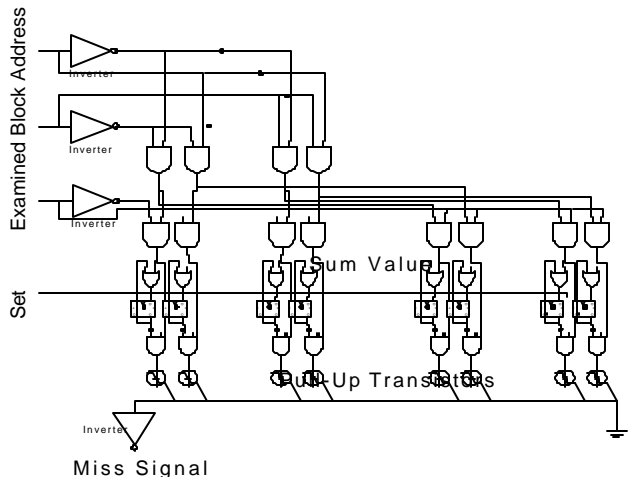 Examined Block Address
Inverter
Inverter
Inverter
Sum Value
Set
Pull-Up Transistors
Inverter
Miss Signal